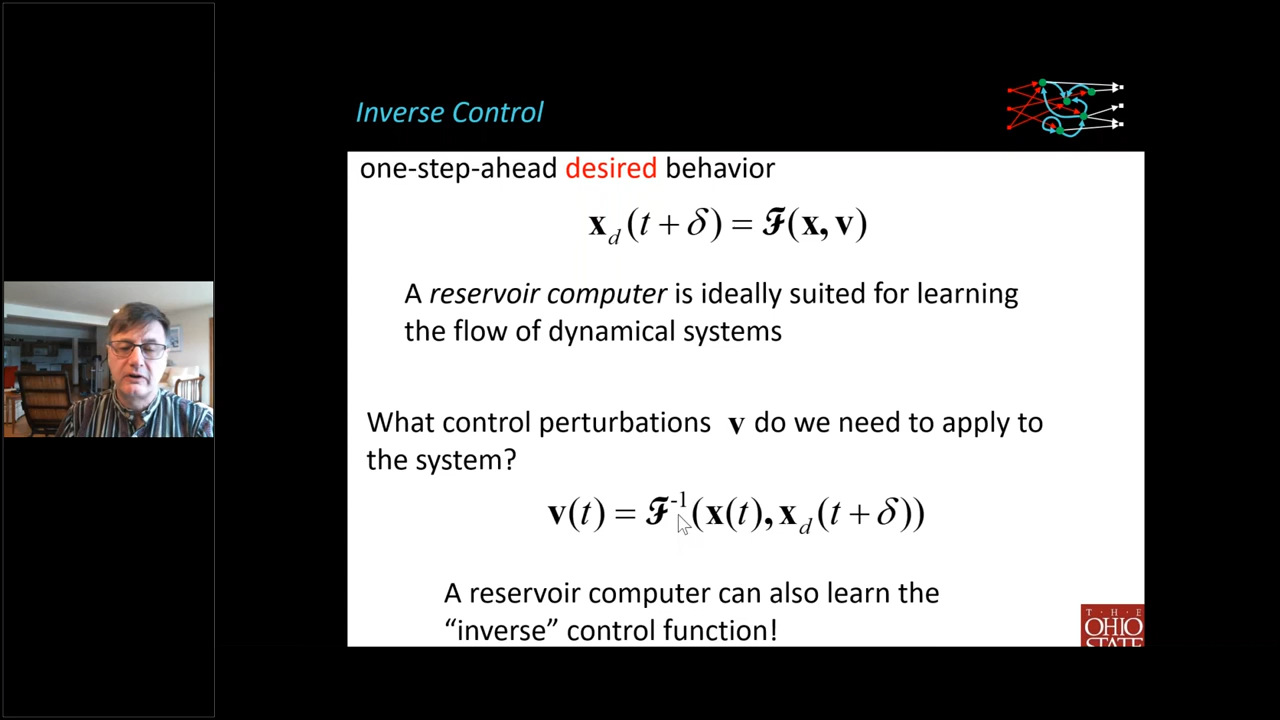 Inverse Control
one-step-ahead desired behavior
𝐱_d(t + δ) = ℱ(𝐱, 𝐯)
A reservoir computer is ideally suited for learning
the flow of dynamical systems
What control perturbations 𝐯 do we need to apply to
the system?
𝐯(t) = ℱ⁻¹(𝐱(t), 𝐱_d(t + δ))
A reservoir computer can also learn the
“inverse” control function!
T · H · E
OHIO
STATE